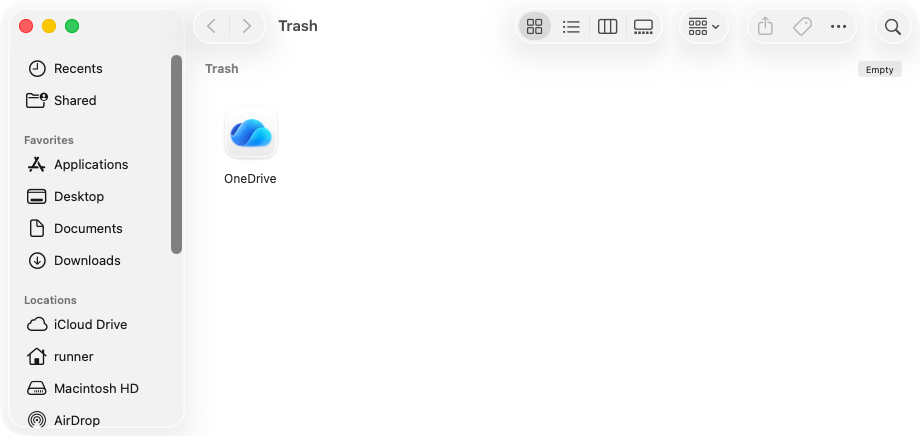 Trash
Recents
Shared
Favorites
Applications
Desktop
Documents
Downloads
Locations
iCloud Drive
runner
Macintosh HD
AirDrop
Trash
Empty
OneDrive